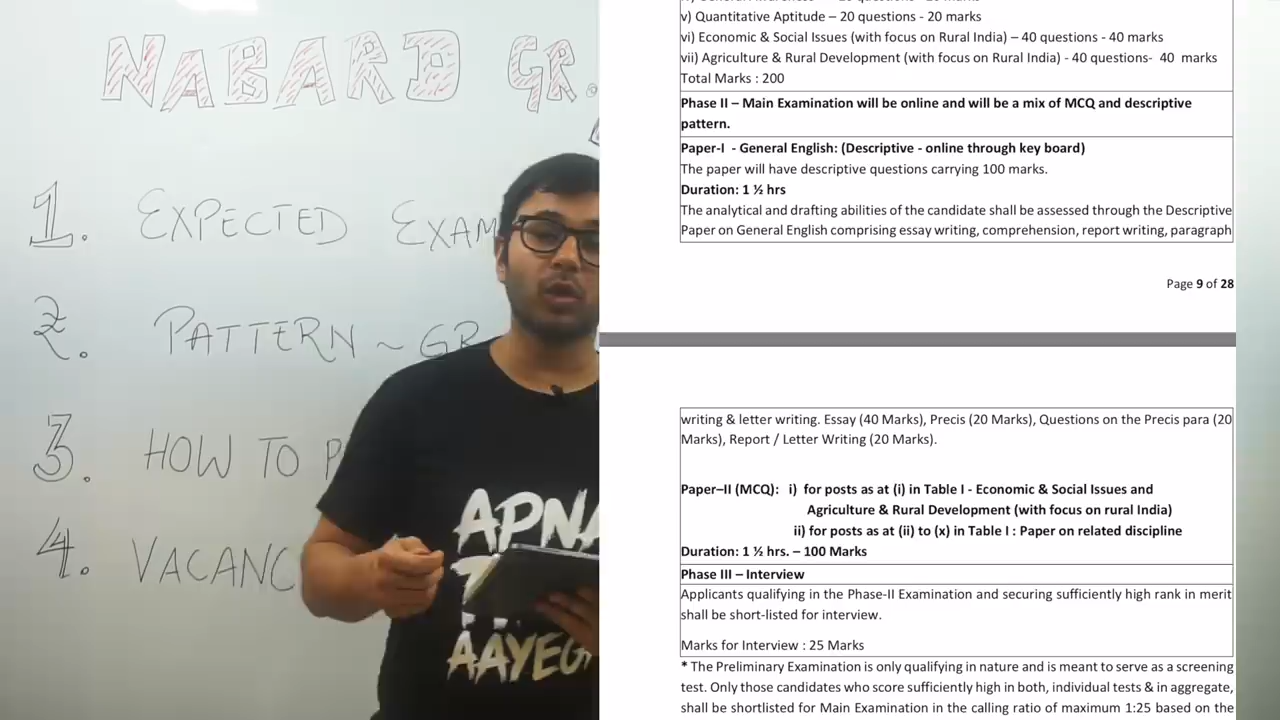 NABARD GR.
1. EXPECTED EXAM
2. PATTERN ~ GR
3. HOW TO P
4. VACANC
APNA
AAYEGA
v) Quantitative Aptitude – 20 questions - 20 marks
vi) Economic & Social Issues (with focus on Rural India) – 40 questions - 40 marks
vii) Agriculture & Rural Development (with focus on Rural India) - 40 questions- 40 marks
Total Marks : 200
Phase II – Main Examination will be online and will be a mix of MCQ and descriptive
pattern.
Paper-I - General English: (Descriptive - online through key board)
The paper will have descriptive questions carrying 100 marks.
Duration: 1 ½ hrs
The analytical and drafting abilities of the candidate shall be assessed through the Descriptive
Paper on General English comprising essay writing, comprehension, report writing, paragraph
Page 9 of 28
writing & letter writing. Essay (40 Marks), Precis (20 Marks), Questions on the Precis para (20
Marks), Report / Letter Writing (20 Marks).
Paper–II (MCQ): i) for posts as at (i) in Table I - Economic & Social Issues and
Agriculture & Rural Development (with focus on rural India)
ii) for posts as at (ii) to (x) in Table I : Paper on related discipline
Duration: 1 ½ hrs. – 100 Marks
Phase III – Interview
Applicants qualifying in the Phase-II Examination and securing sufficiently high rank in merit
shall be short-listed for interview.
Marks for Interview : 25 Marks
* The Preliminary Examination is only qualifying in nature and is meant to serve as a screening
test. Only those candidates who score sufficiently high in both, individual tests & in aggregate,
shall be shortlisted for Main Examination in the calling ratio of maximum 1:25 based on the